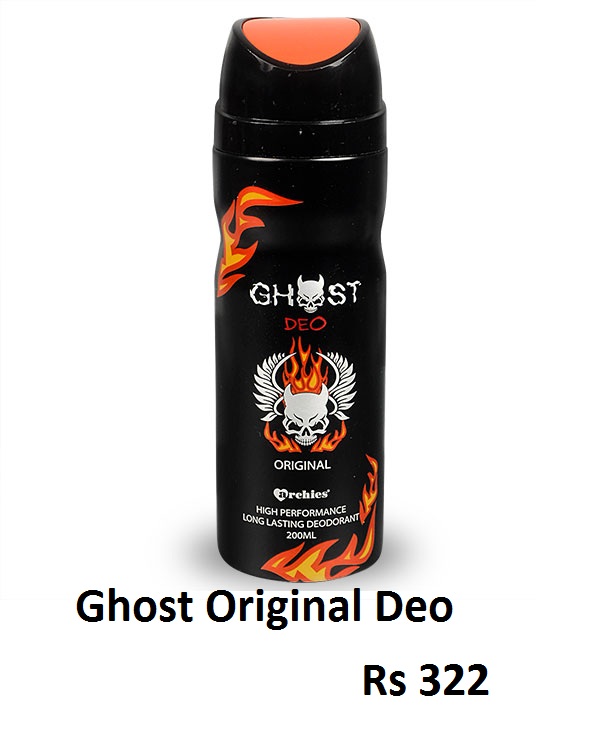 GHOST
DEO
ORIGINAL
Archies®
HIGH PERFORMANCE
LONG LASTING DEODORANT
200ML
Ghost Original Deo
Rs 322